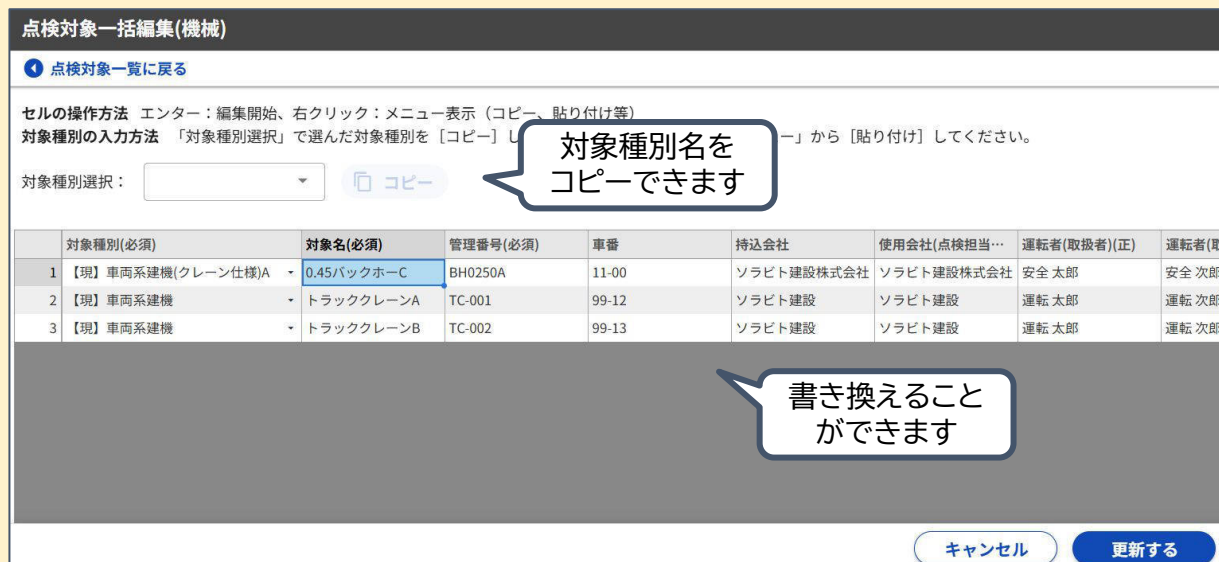 点検対象一括編集(機械)
点検対象一覧に戻る
セルの操作方法 エンター：編集開始、右クリック：メニュー表示（コピー、貼り付け等）
対象種別の入力方法 「対象種別選択」で選んだ対象種別を［コピー］し ー」から［貼り付け］してください。
対象種別名を
コピーできます
対象種別選択： コピー
対象種別(必須) 対象名(必須) 管理番号(必須) 車番 持込会社 使用会社(点検担当… 運転者(取扱者)(正) 運転者(取
1 【現】車両系建機(クレーン仕様)A 0.45バックホーC BH0250A 11-00 ソラビト建設株式会社 ソラビト建設株式会社 安全 太郎 安全 次郎
2 【現】車両系建機 トラッククレーンA TC-001 99-12 ソラビト建設 ソラビト建設 運転 太郎 運転 次郎
3 【現】車両系建機 トラッククレーンB TC-002 99-13 ソラビト建設 ソラビト建設 運転 太郎 運転 次郎
書き換えること
ができます
キャンセル 更新する